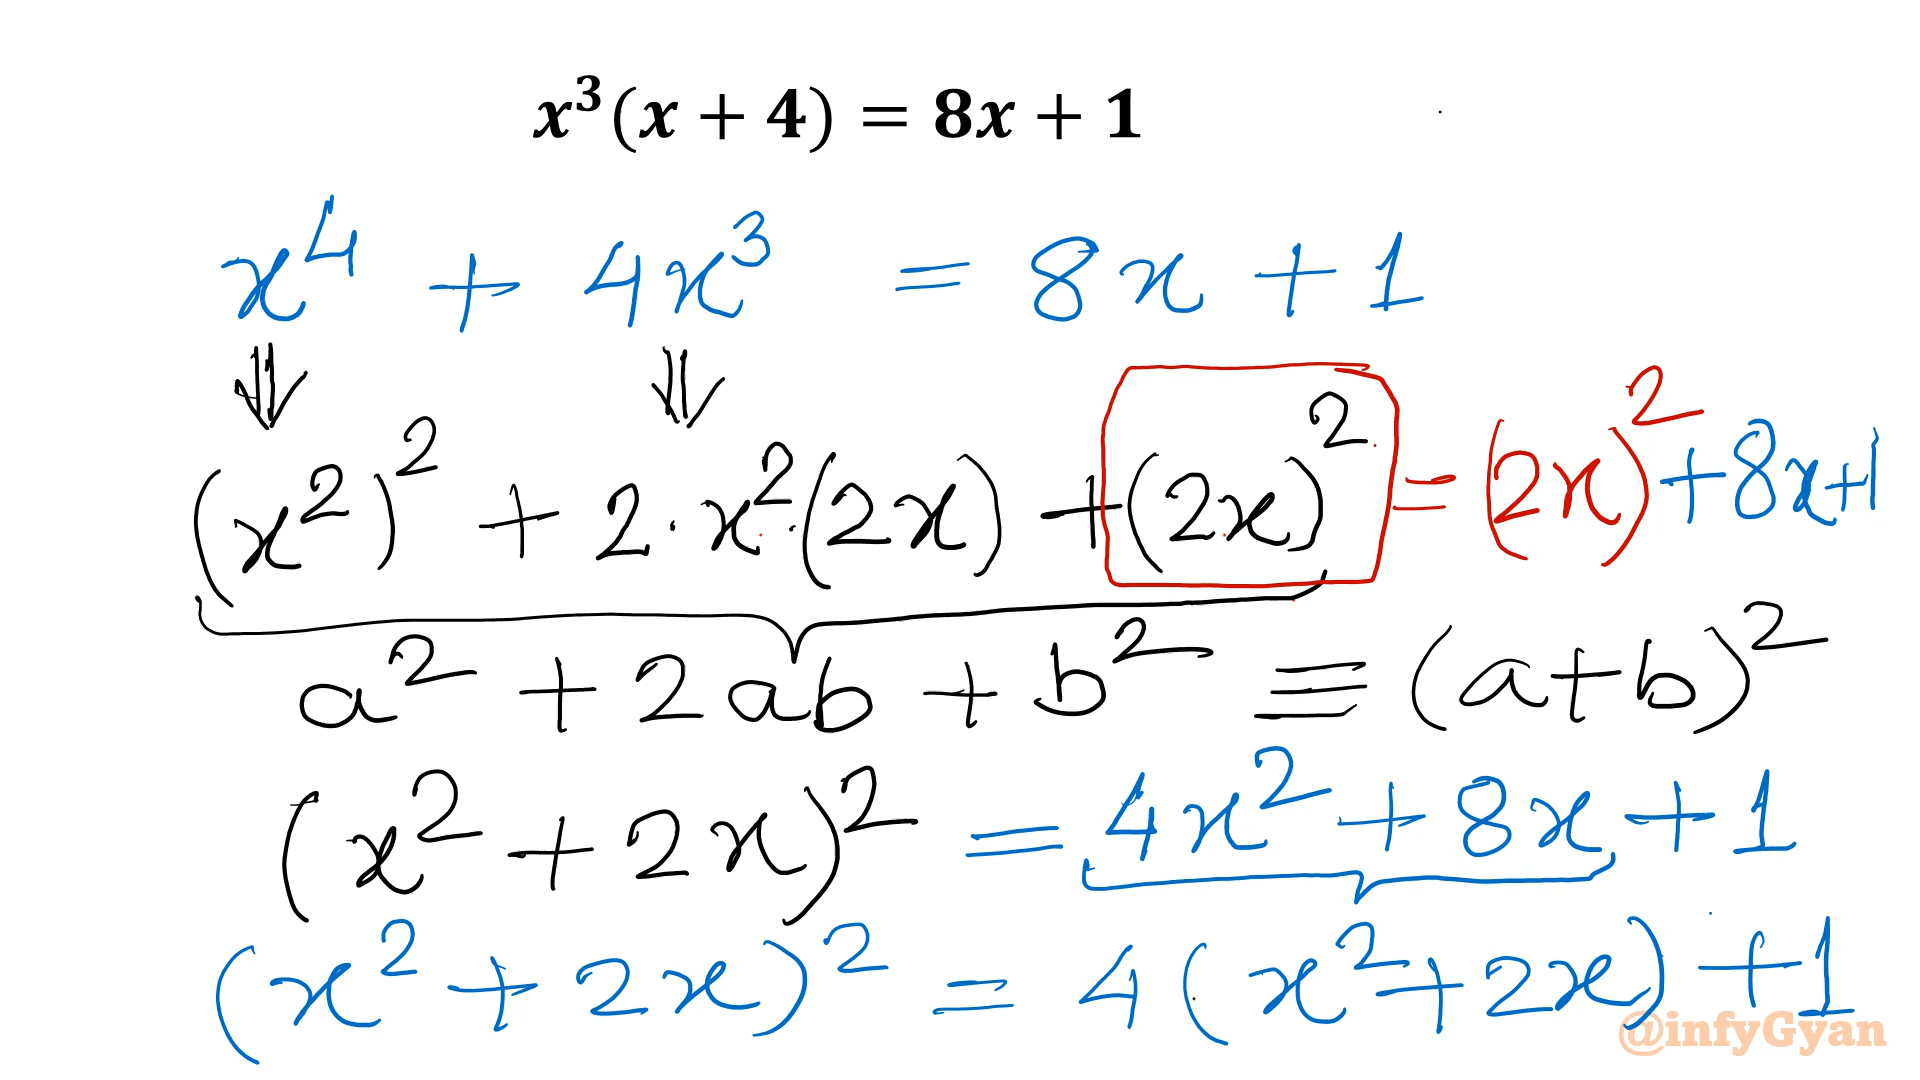 x³(x + 4) = 8x + 1
x⁴ + 4x³ = 8x + 1
(x²)² + 2·x²·(2x) + (2x)² = (2x)² + 8x+1
a² + 2ab + b² ≡ (a+b)²
(x² + 2x)² = 4x² + 8x + 1
(x² + 2x)² = 4(x²+2x) + 1
@infyGyan